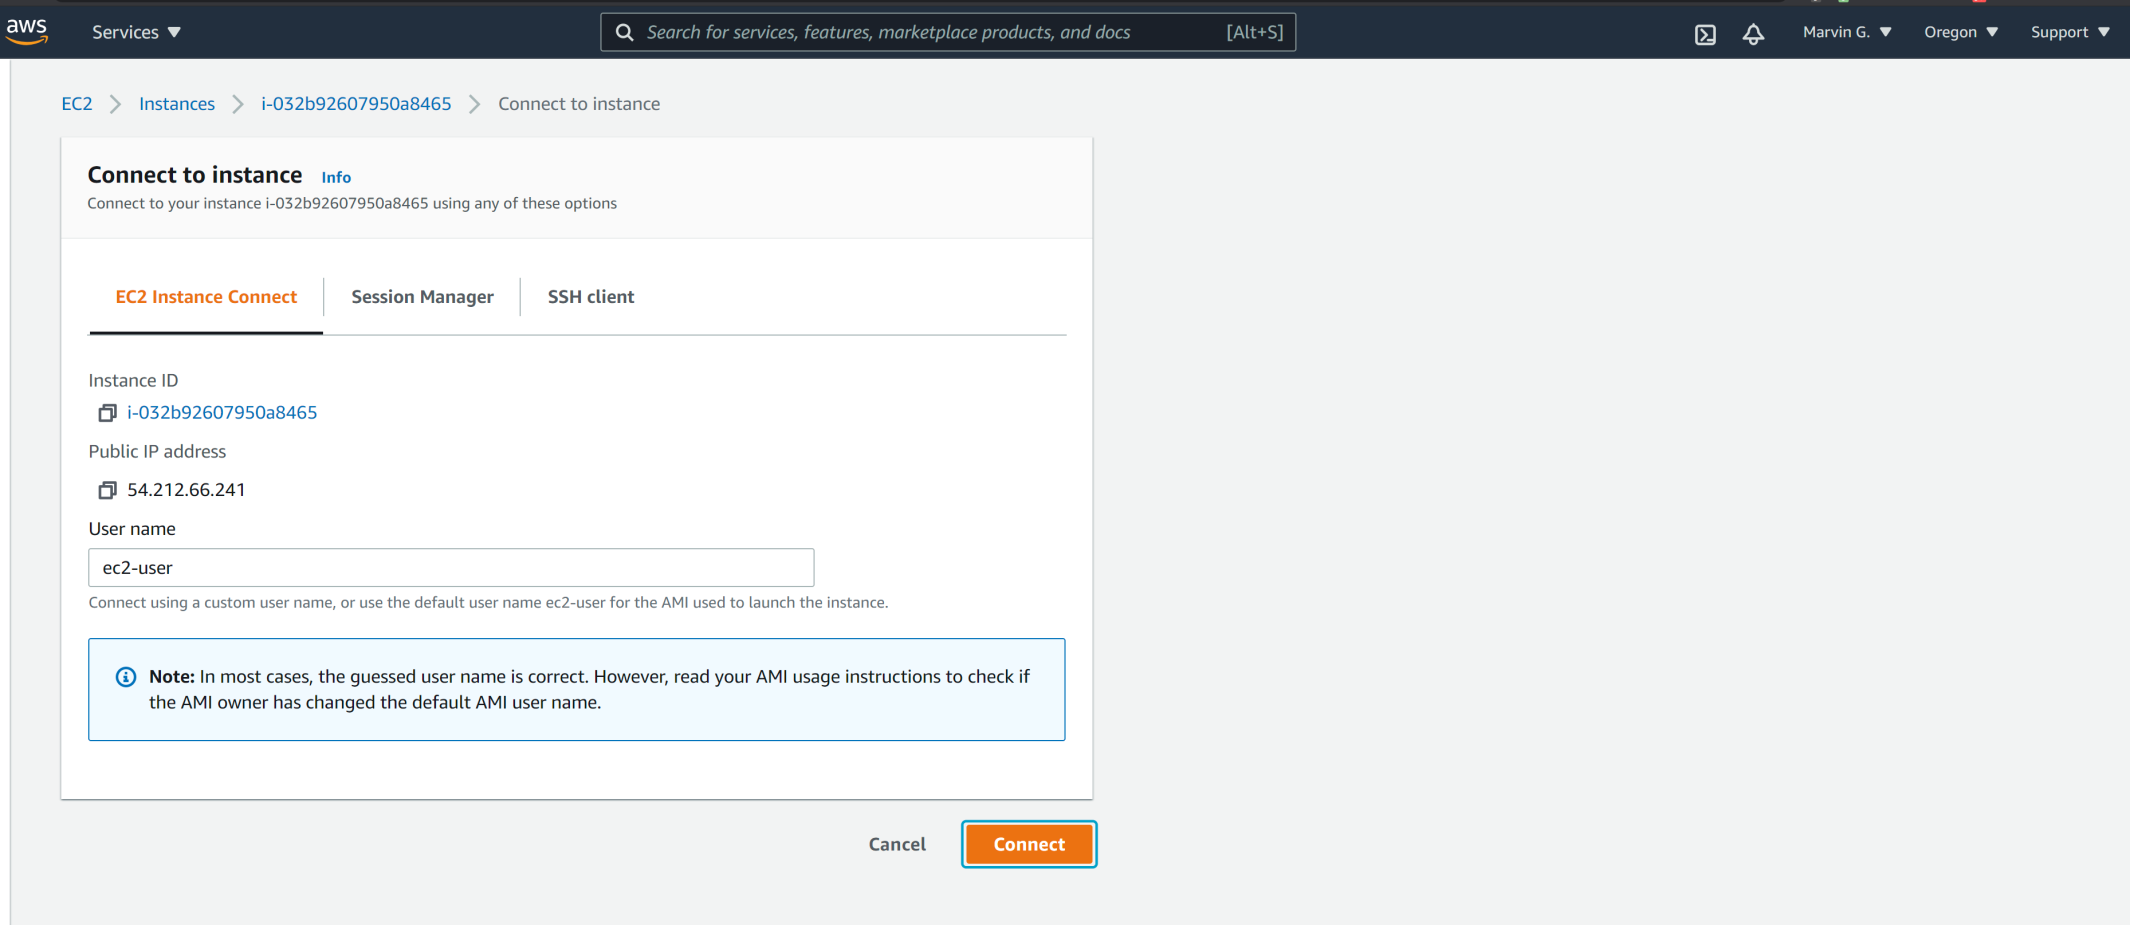 aws Services Search for services, features, marketplace products, and docs [Alt+S] Marvin G. Oregon Support
EC2 Instances i-032b92607950a8465 Connect to instance
Connect to instance Info
Connect to your instance i-032b92607950a8465 using any of these options
EC2 Instance Connect Session Manager SSH client
Instance ID
i-032b92607950a8465
Public IP address
54.212.66.241
User name
ec2-user
Connect using a custom user name, or use the default user name ec2-user for the AMI used to launch the instance.
Note: In most cases, the guessed user name is correct. However, read your AMI usage instructions to check if
the AMI owner has changed the default AMI user name.
Cancel Connect